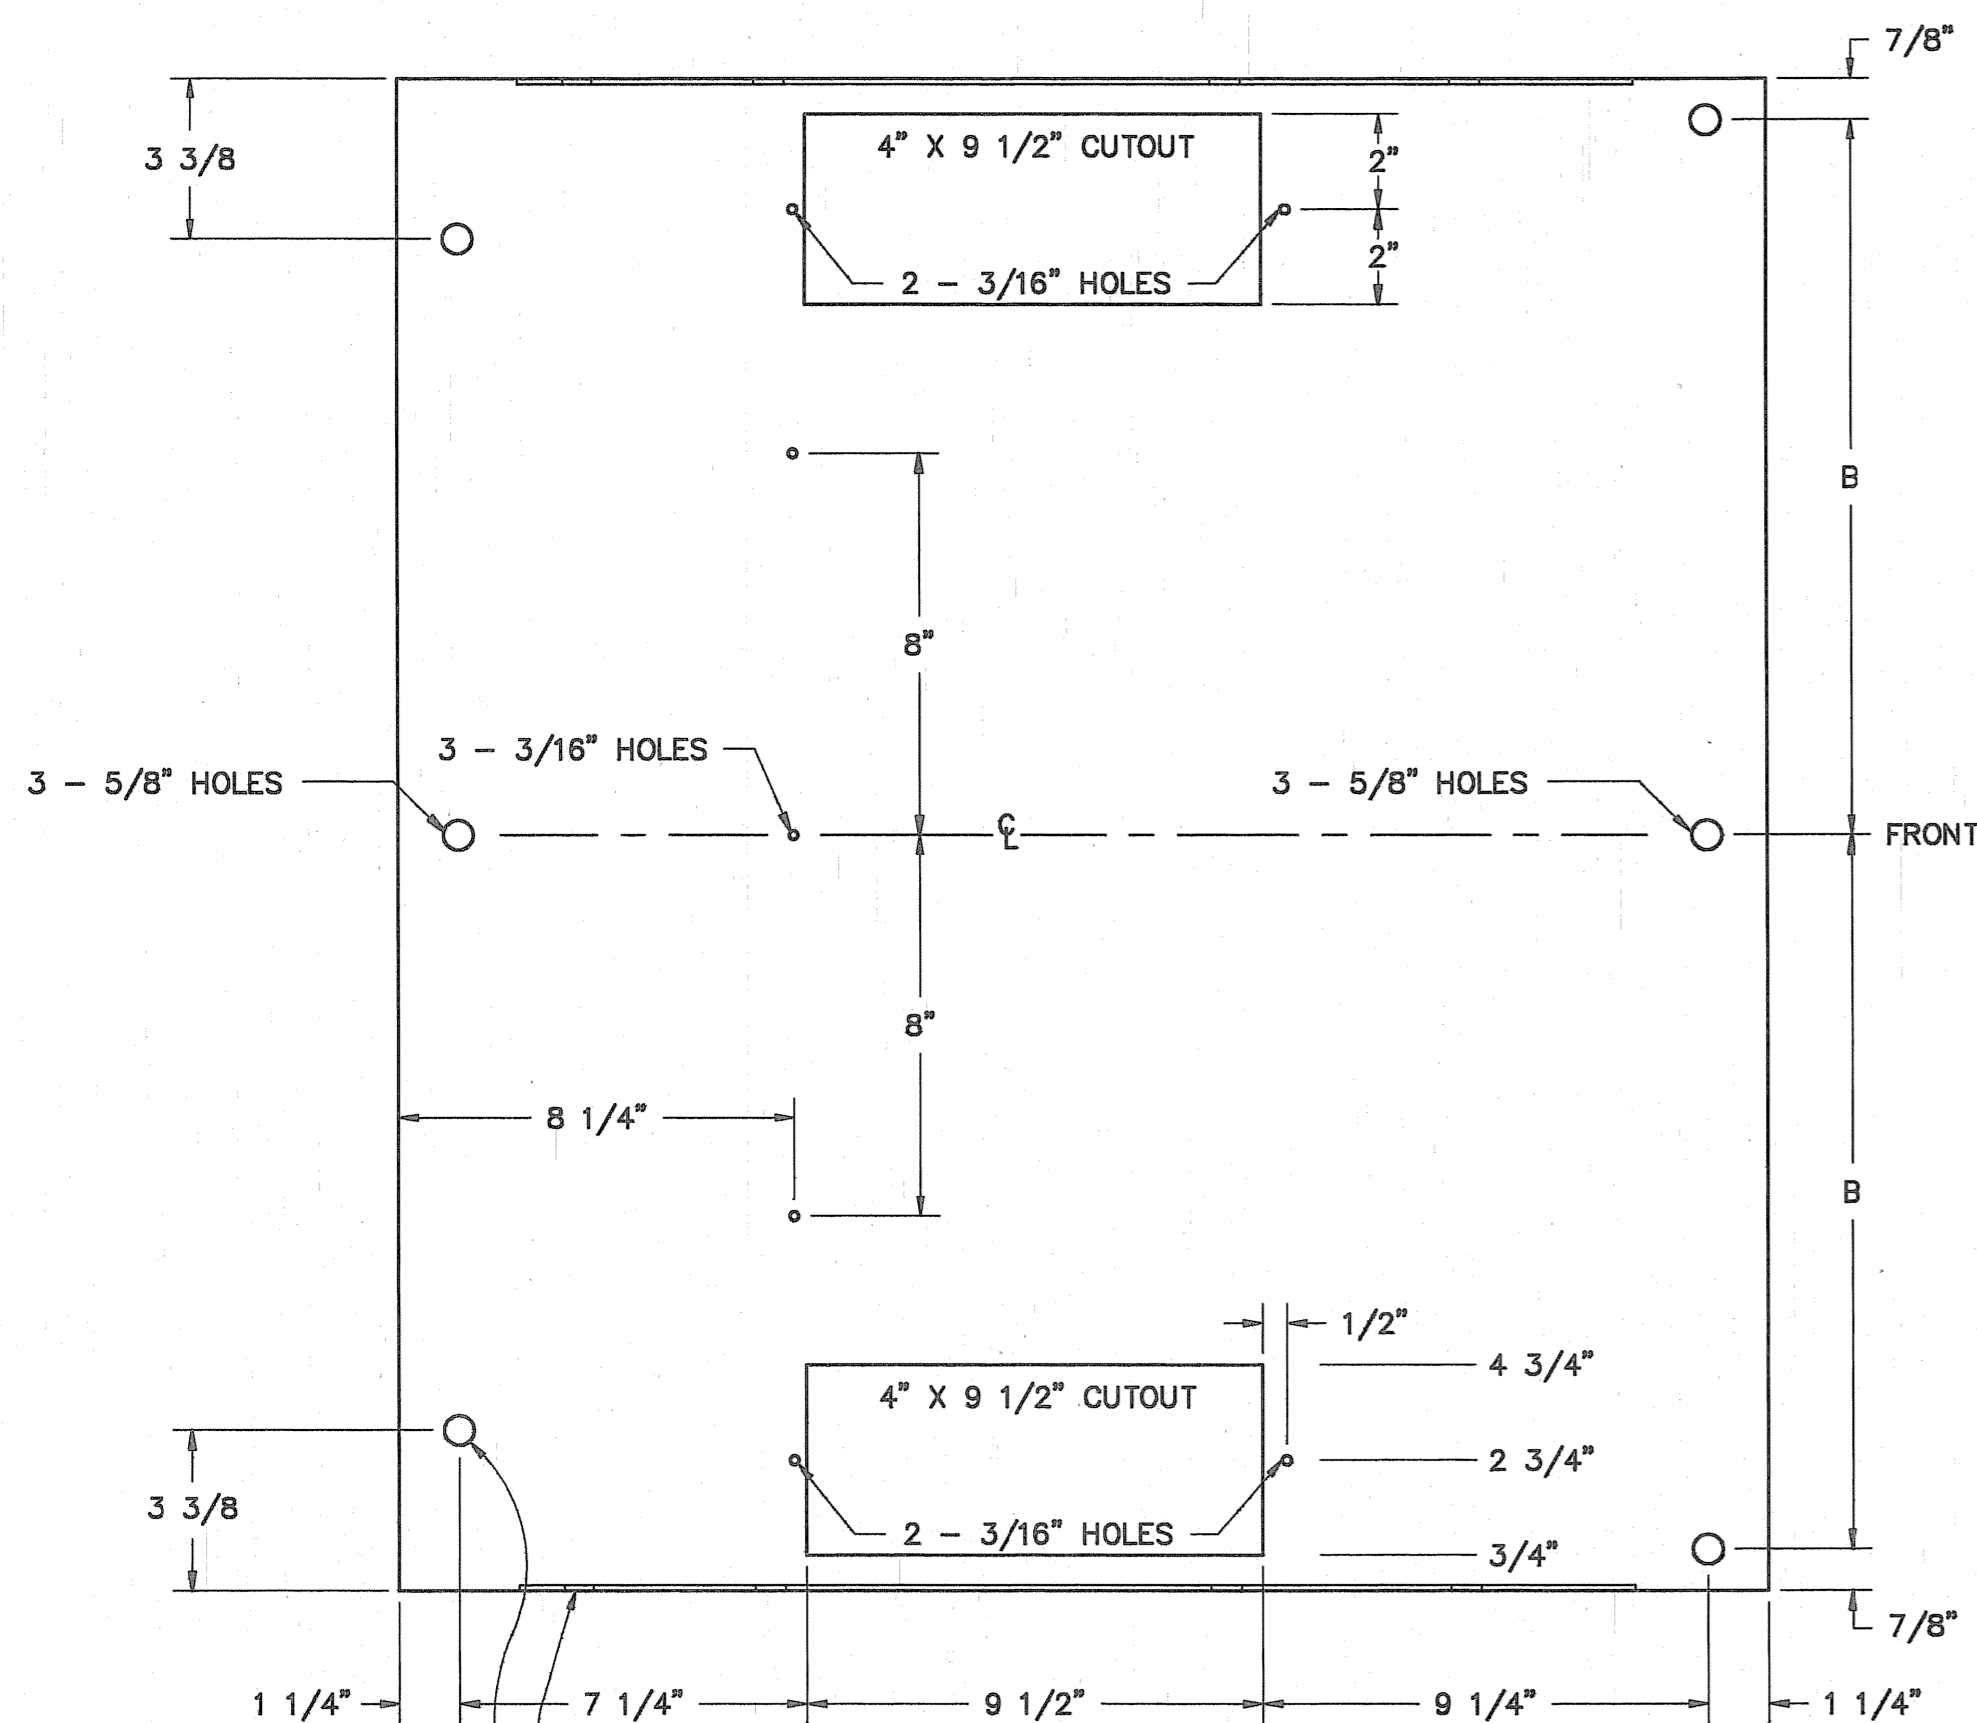 7/8"
3 3/8
4" X 9 1/2" CUTOUT
2"
2"
2 - 3/16" HOLES
B
8"
3 - 3/16" HOLES
3 - 5/8" HOLES
3 - 5/8" HOLES
℄
FRONT
8"
8 1/4"
B
1/2"
4 3/4"
4" X 9 1/2" CUTOUT
2 3/4"
3 3/8
2 - 3/16" HOLES
3/4"
7/8"
1 1/4"
7 1/4"
9 1/2"
9 1/4"
1 1/4"